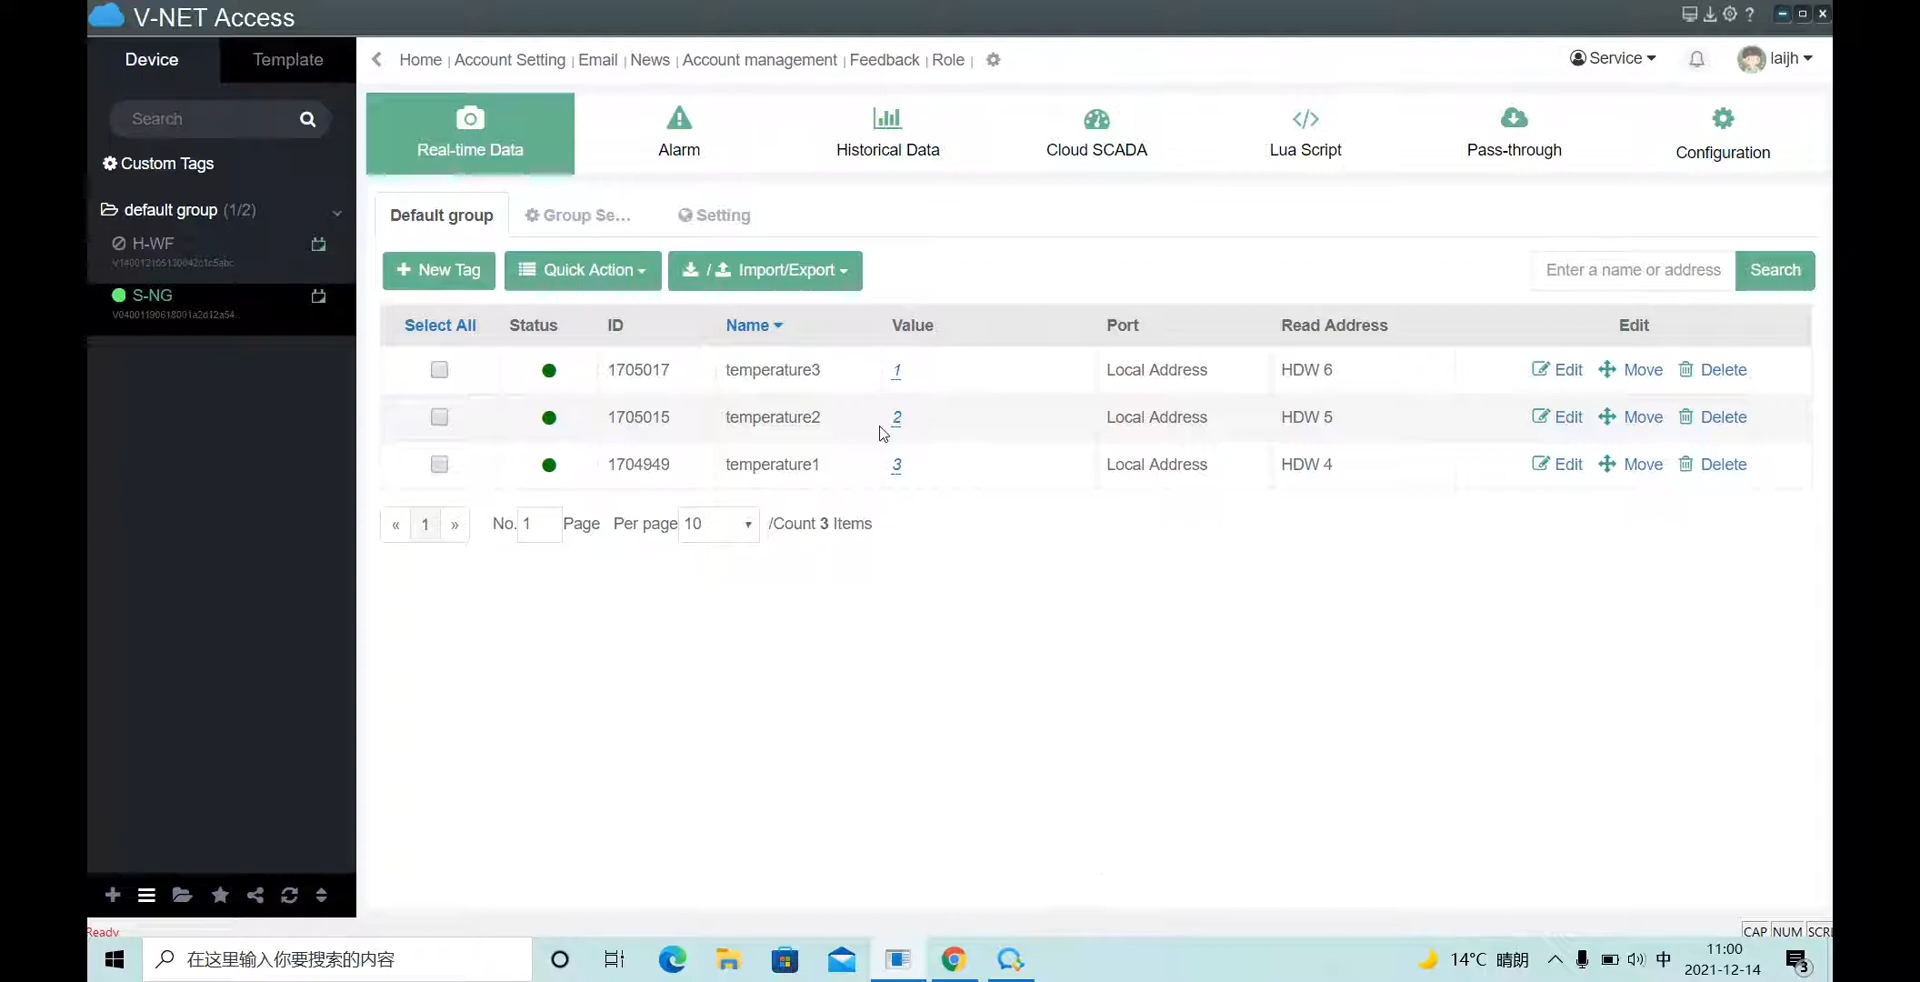 V-NET Access
Device
Template
Home | Account Setting | Email | News | Account management | Feedback | Role |
Service
laijh
Search
Custom Tags
default group (1/2)
H-WF
S-NG
Real-time Data
Alarm
Historical Data
Cloud SCADA
Lua Script
Pass-through
Configuration
Default group
Group Se...
Setting
New Tag
Quick Action
/ Import/Export
Enter a name or address
Search
Select All Status ID Name Value Port Read Address Edit
1705017 temperature3 1 Local Address HDW 6 Edit Move Delete
1705015 temperature2 2 Local Address HDW 5 Edit Move Delete
1704949 temperature1 3 Local Address HDW 4 Edit Move Delete
« 1 » No. 1 Page Per page 10 /Count 3 Items
Ready
CAP NUM SCRL
在这里输入你要搜索的内容
14°C 晴朗
中
11:00
2021-12-14
3